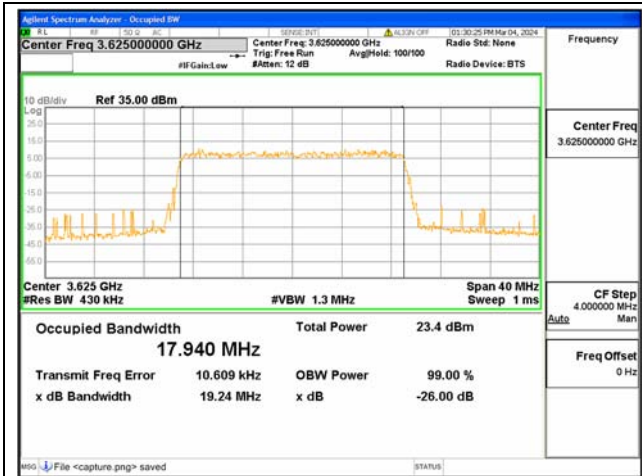 Agilent Spectrum Analyzer - Occupied BW
RL RF 50 Ω AC SENSE:INT ALIGN OFF 01:30:25 PM Mar 04, 2024
Center Freq 3.625000000 GHz Center Freq: 3.625000000 GHz Radio Std: None
Trig: Free Run Avg|Hold: 100/100
#IFGain:Low #Atten: 12 dB Radio Device: BTS
Frequency
10 dB/div Ref 35.00 dBm
Log
25.0
15.0
5.00
-5.00
-15.0
-25.0
-35.0
-45.0
-55.0
Center 3.625 GHz Span 40 MHz
#Res BW 430 kHz #VBW 1.3 MHz Sweep 1 ms
Occupied Bandwidth Total Power 23.4 dBm
17.940 MHz
Transmit Freq Error 10.609 kHz OBW Power 99.00 %
x dB Bandwidth 19.24 MHz x dB -26.00 dB
Center Freq
3.625000000 GHz
CF Step
4.000000 MHz
Auto Man
Freq Offset
0 Hz
MSG File <capture.png> saved STATUS